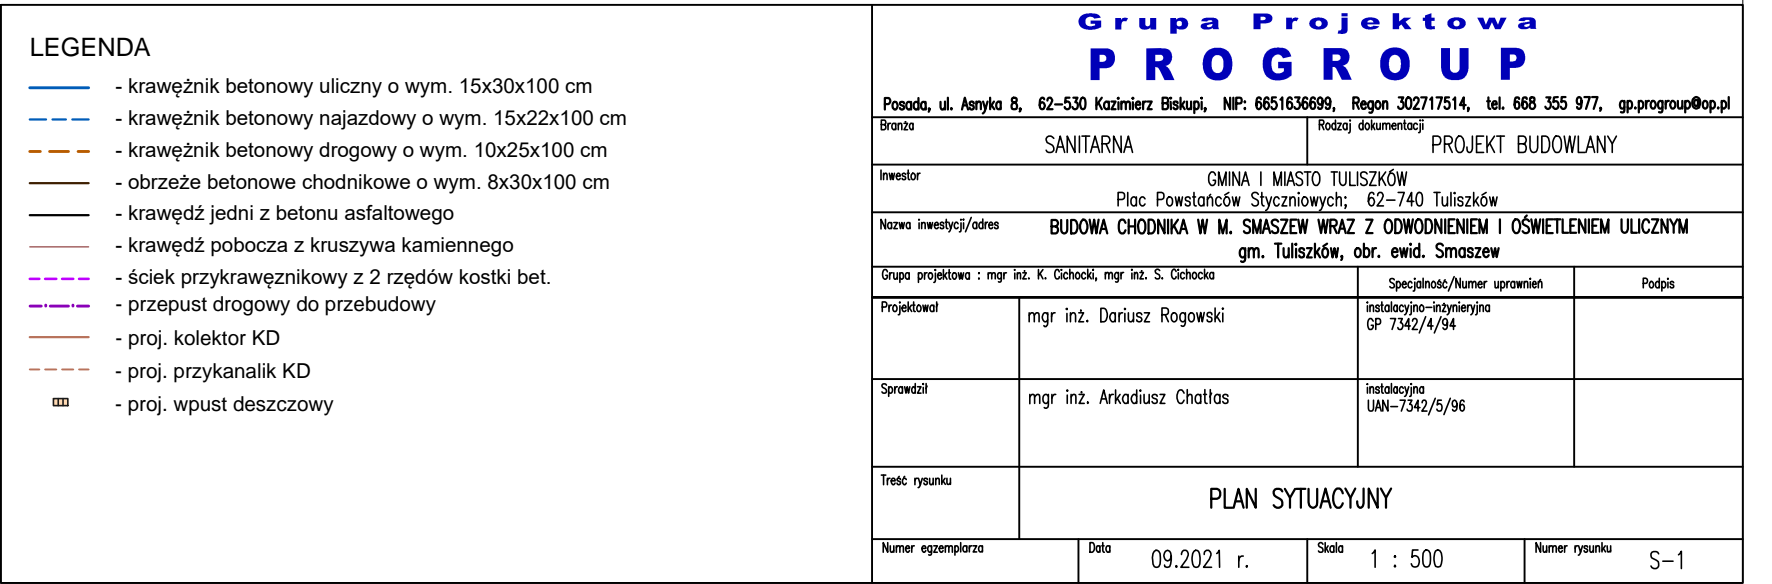 LEGENDA
- krawężnik betonowy uliczny o wym. 15x30x100 cm
- krawężnik betonowy najazdowy o wym. 15x22x100 cm
- krawężnik betonowy drogowy o wym. 10x25x100 cm
- obrzeże betonowe chodnikowe o wym. 8x30x100 cm
- krawędź jedni z betonu asfaltowego
- krawędź pobocza z kruszywa kamiennego
- ściek przykrawęznikowy z 2 rzędów kostki bet.
- przepust drogowy do przebudowy
- proj. kolektor KD
- proj. przykanalik KD
- proj. wpust deszczowy
Grupa Projektowa
PROGROUP
Posada, ul. Asnyka 8, 62-530 Kazimierz Biskupi, NIP: 6651636699, Regon 302717514, tel. 668 355 977, gp.progroup@op.pl
Branża
SANITARNA
Rodzaj dokumentacji
PROJEKT BUDOWLANY
Inwestor
GMINA I MIASTO TULISZKÓW
Plac Powstańców Styczniowych; 62-740 Tuliszków
Nazwa inwestycji/adres
BUDOWA CHODNIKA W M. SMASZEW WRAZ Z ODWODNIENIEM I OŚWIETLENIEM ULICZNYM
gm. Tuliszków, obr. ewid. Smaszew
Grupa projektowa : mgr inż. K. Cichocki, mgr inż. S. Cichocka
Specjalność/Numer uprawnień
Podpis
Projektował
mgr inż. Dariusz Rogowski
instalacyjno-inżynieryjna
GP 7342/4/94
Sprawdził
mgr inż. Arkadiusz Chatłas
instalacyjna
UAN-7342/5/96
Treść rysunku
PLAN SYTUACYJNY
Numer egzemplarza
Data
09.2021 r.
Skala
1 : 500
Numer rysunku
S-1